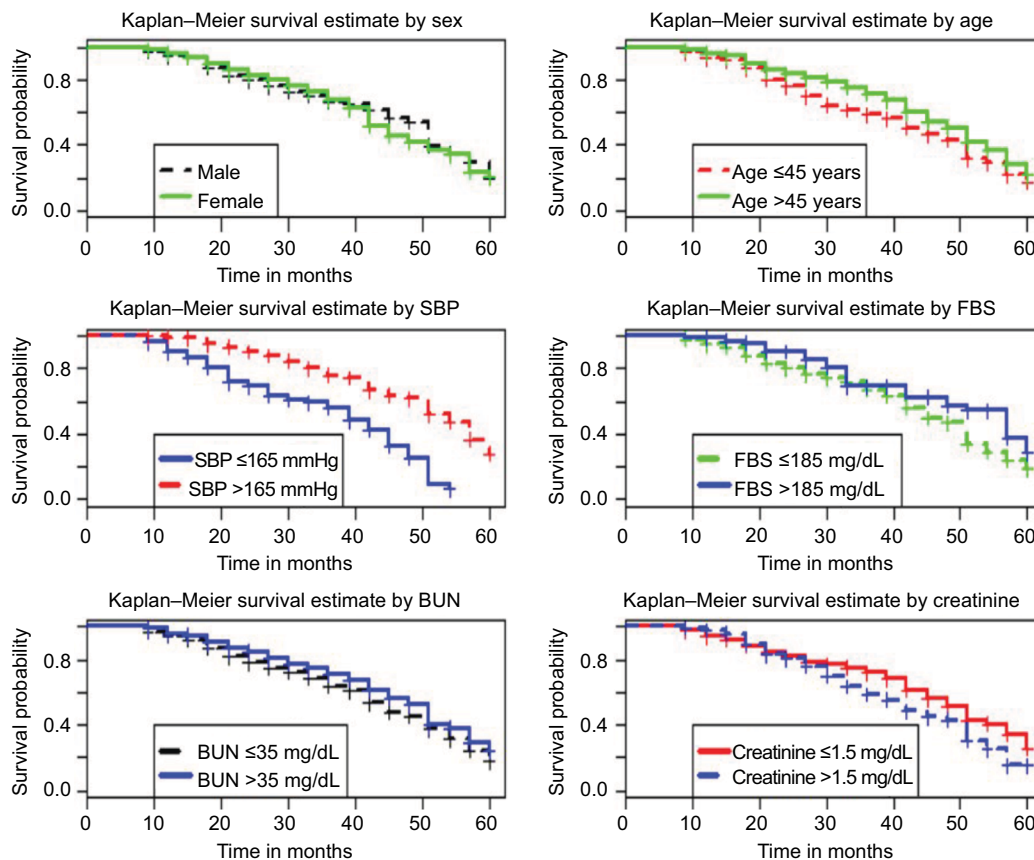 Kaplan–Meier survival estimate by sex
Survival probability
0.8
0.4
0.0
Male
Female
0 10 20 30 40 50 60
Time in months
Kaplan–Meier survival estimate by age
Survival probability
0.8
0.4
0.0
Age ≤45 years
Age >45 years
0 10 20 30 40 50 60
Time in months
Kaplan–Meier survival estimate by SBP
Survival probability
0.8
0.4
0.0
SBP ≤165 mmHg
SBP >165 mmHg
0 10 20 30 40 50 60
Time in months
Kaplan–Meier survival estimate by FBS
Survival probability
0.8
0.4
0.0
FBS ≤185 mg/dL
FBS >185 mg/dL
0 10 20 30 40 50 60
Time in months
Kaplan–Meier survival estimate by BUN
Survival probability
0.8
0.4
0.0
BUN ≤35 mg/dL
BUN >35 mg/dL
0 10 20 30 40 50 60
Time in months
Kaplan–Meier survival estimate by creatinine
Survival probability
0.8
0.4
0.0
Creatinine ≤1.5 mg/dL
Creatinine >1.5 mg/dL
0 10 20 30 40 50 60
Time in months